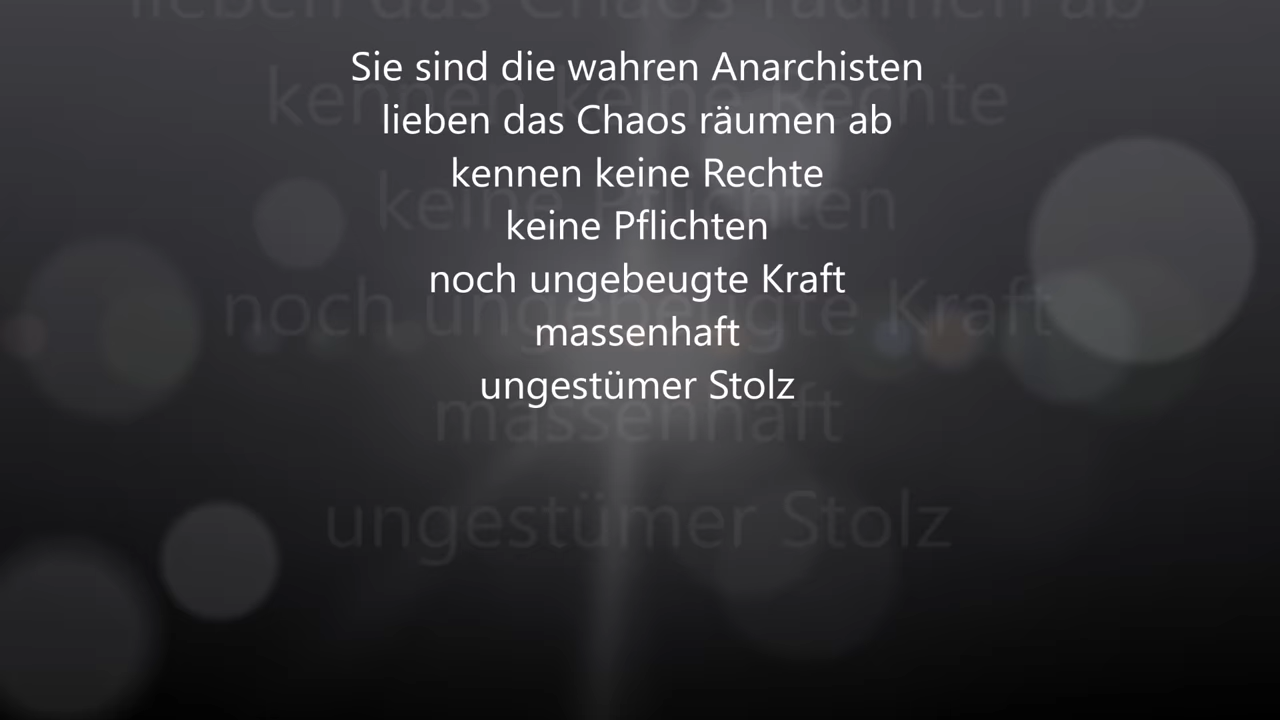 Sie sind die wahren Anarchisten
lieben das Chaos räumen ab
kennen keine Rechte
keine Pflichten
noch ungebeugte Kraft
massenhaft
ungestümer Stolz